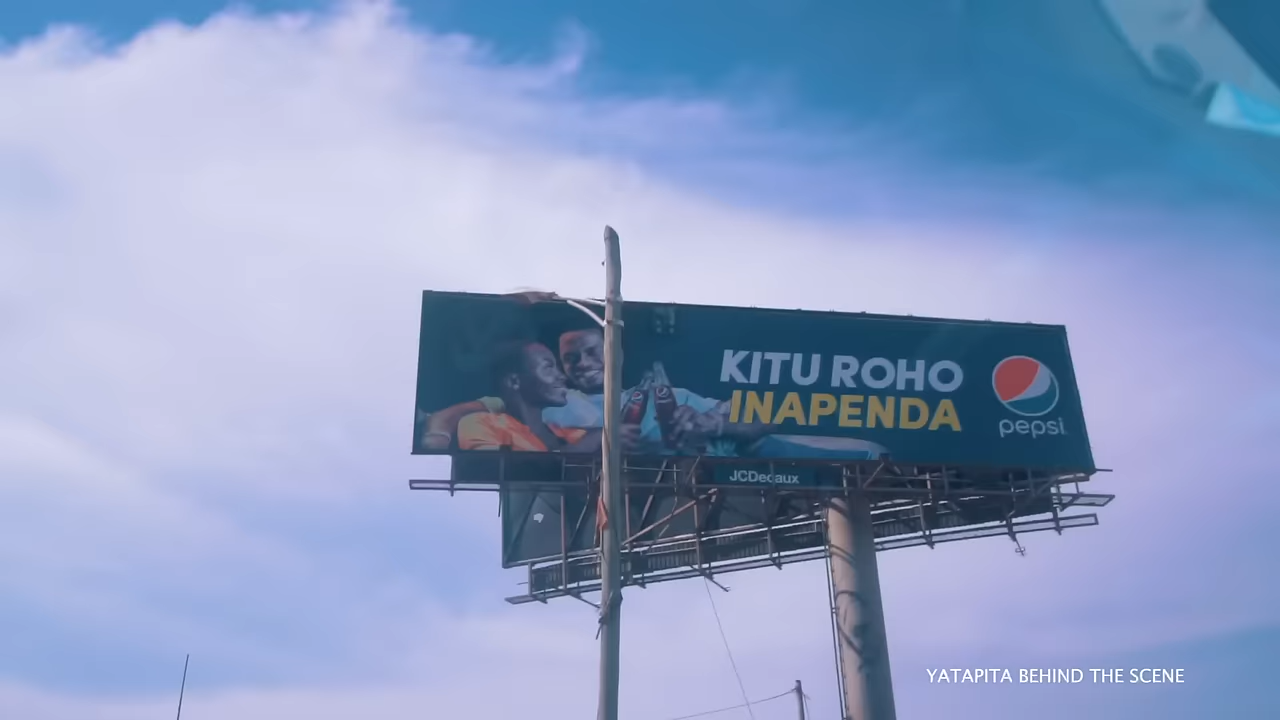 KITU ROHO
INAPENDA
pepsi
JCDecaux
YATAPITA BEHIND THE SCENE